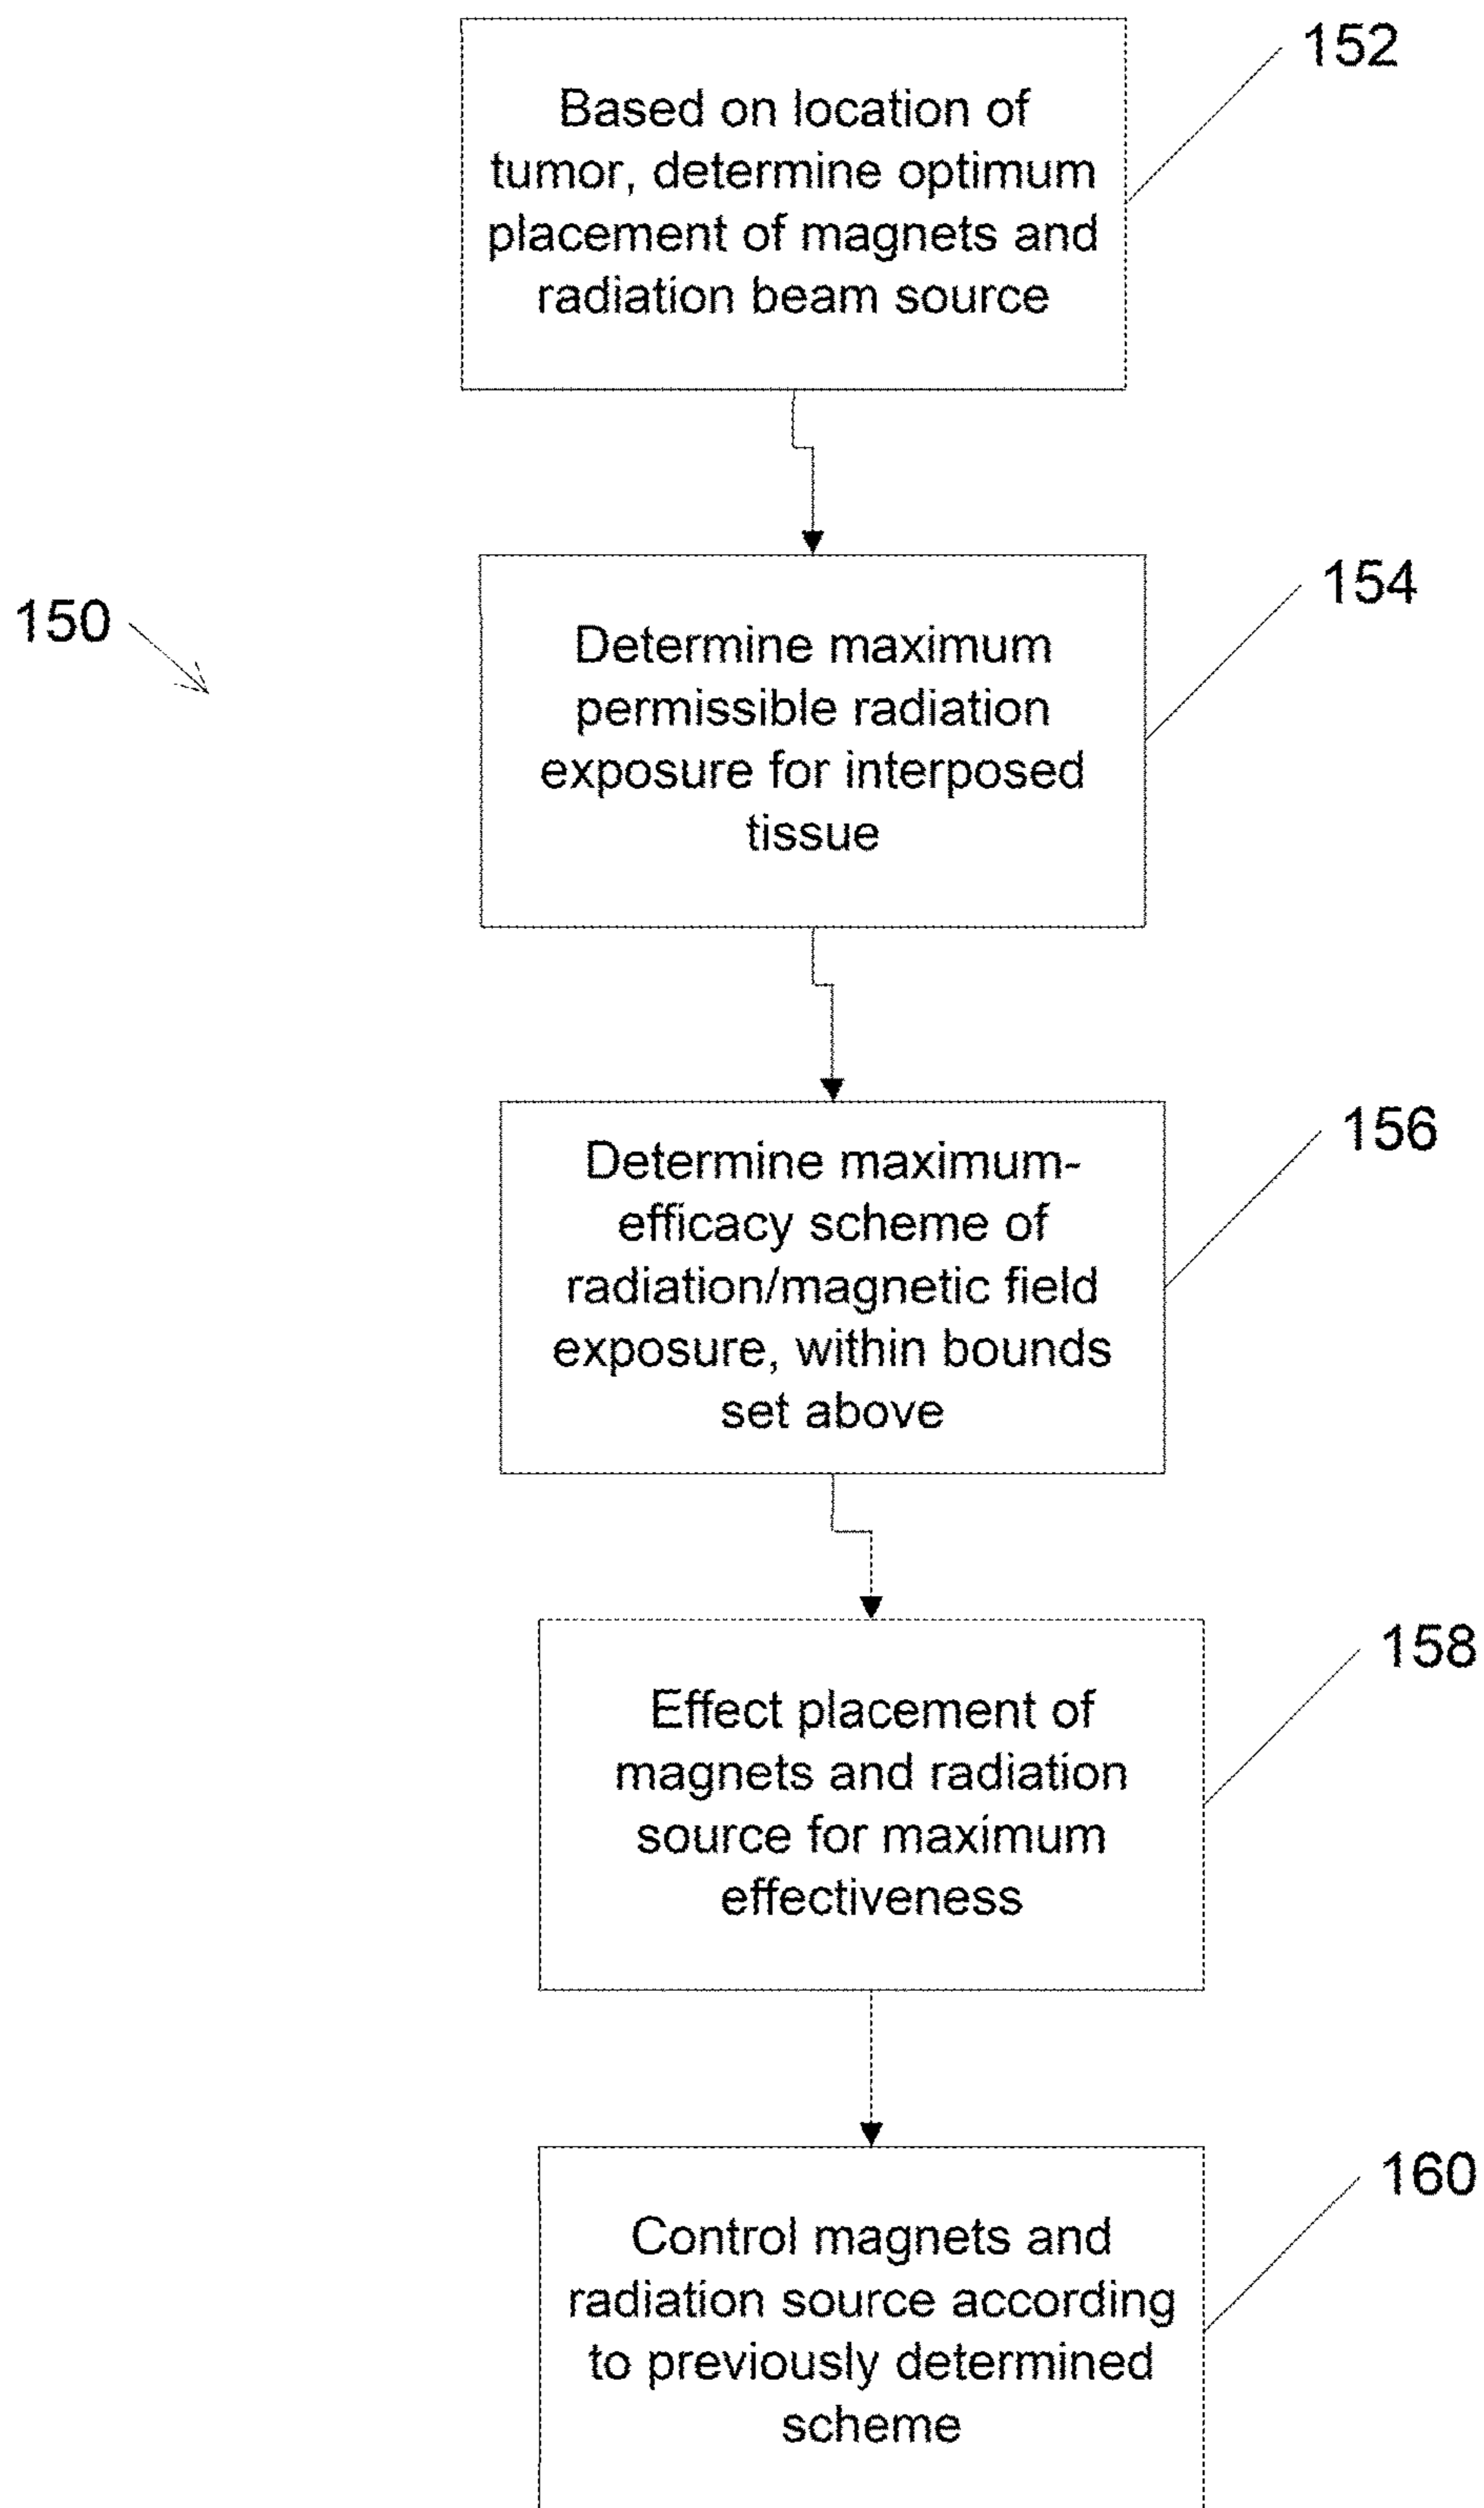 152
Based on location of
tumor, determine optimum
placement of magnets and
radiation beam source
154
150
Determine maximum
permissible radiation
exposure for interposed
tissue
156
Determine maximum-
efficacy scheme of
radiation/magnetic field
exposure, within bounds
set above
158
Effect placement of
magnets and radiation
source for maximum
effectiveness
160
Control magnets and
radiation source according
to previously determined
scheme